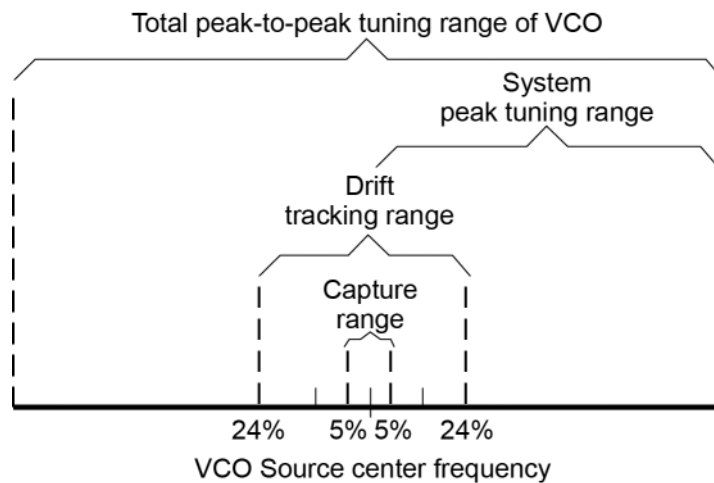 Total peak-to-peak tuning range of VCO
System
peak tuning range
Drift
tracking range
Capture
range
24% 5% 5% 24%
VCO Source center frequency